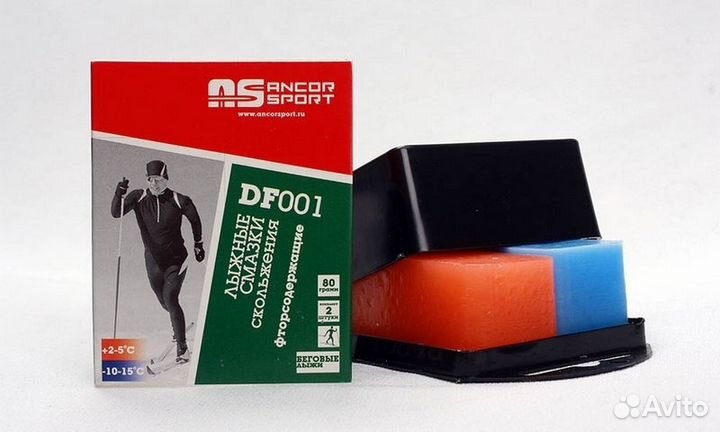 AS ANCOR
SPORT
www.ancorsport.ru
DF001
ЛЫЖНЫЕ
СМАЗКИ
СКОЛЬЖЕНИЯ
фторсодержащие
80
грамм
комплект
2
штуки
БЕГОВЫЕ
ЛЫЖИ
+2-5°C
-10-15°C
Avito